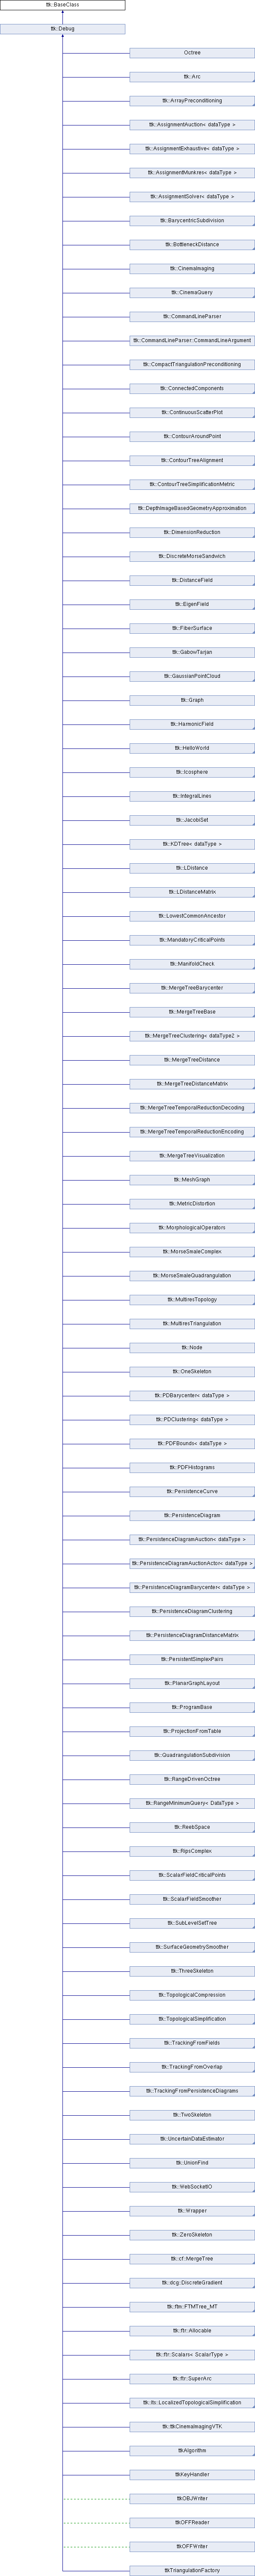 ttk::BaseClass
ttk::Debug
Octree
ttk::Arc
ttk::ArrayPreconditioning
ttk::AssignmentAuction< dataType >
ttk::AssignmentExhaustive< dataType >
ttk::AssignmentMunkres< dataType >
ttk::AssignmentSolver< dataType >
ttk::BarycentricSubdivision
ttk::BottleneckDistance
ttk::CinemaImaging
ttk::CinemaQuery
ttk::CommandLineParser
ttk::CommandLineParser::CommandLineArgument
ttk::CompactTriangulationPreconditioning
ttk::ConnectedComponents
ttk::ContinuousScatterPlot
ttk::ContourAroundPoint
ttk::ContourTreeAlignment
ttk::ContourTreeSimplificationMetric
ttk::DepthImageBasedGeometryApproximation
ttk::DimensionReduction
ttk::DiscreteMorseSandwich
ttk::DistanceField
ttk::EigenField
ttk::FiberSurface
ttk::GabowTarjan
ttk::GaussianPointCloud
ttk::Graph
ttk::HarmonicField
ttk::HelloWorld
ttk::Icosphere
ttk::IntegralLines
ttk::JacobiSet
ttk::KDTree< dataType >
ttk::LDistance
ttk::LDistanceMatrix
ttk::LowestCommonAncestor
ttk::MandatoryCriticalPoints
ttk::ManifoldCheck
ttk::MergeTreeBarycenter
ttk::MergeTreeBase
ttk::MergeTreeClustering< dataType2 >
ttk::MergeTreeDistance
ttk::MergeTreeDistanceMatrix
ttk::MergeTreeTemporalReductionDecoding
ttk::MergeTreeTemporalReductionEncoding
ttk::MergeTreeVisualization
ttk::MeshGraph
ttk::MetricDistortion
ttk::MorphologicalOperators
ttk::MorseSmaleComplex
ttk::MorseSmaleQuadrangulation
ttk::MultiresTopology
ttk::MultiresTriangulation
ttk::Node
ttk::OneSkeleton
ttk::PDBarycenter< dataType >
ttk::PDClustering< dataType >
ttk::PDFBounds< dataType >
ttk::PDFHistograms
ttk::PersistenceCurve
ttk::PersistenceDiagram
ttk::PersistenceDiagramAuction< dataType >
ttk::PersistenceDiagramAuctionActor< dataType >
ttk::PersistenceDiagramBarycenter< dataType >
ttk::PersistenceDiagramClustering
ttk::PersistenceDiagramDistanceMatrix
ttk::PersistentSimplexPairs
ttk::PlanarGraphLayout
ttk::ProgramBase
ttk::ProjectionFromTable
ttk::QuadrangulationSubdivision
ttk::RangeDrivenOctree
ttk::RangeMinimumQuery< DataType >
ttk::ReebSpace
ttk::RipsComplex
ttk::ScalarFieldCriticalPoints
ttk::ScalarFieldSmoother
ttk::SubLevelSetTree
ttk::SurfaceGeometrySmoother
ttk::ThreeSkeleton
ttk::TopologicalCompression
ttk::TopologicalSimplification
ttk::TrackingFromFields
ttk::TrackingFromOverlap
ttk::TrackingFromPersistenceDiagrams
ttk::TwoSkeleton
ttk::UncertainDataEstimator
ttk::UnionFind
ttk::WebSocketIO
ttk::Wrapper
ttk::ZeroSkeleton
ttk::cf::MergeTree
ttk::dcg::DiscreteGradient
ttk::ftm::FTMTree_MT
ttk::ftr::Allocable
ttk::ftr::Scalars< ScalarType >
ttk::ftr::SuperArc
ttk::lts::LocalizedTopologicalSimplification
ttk::ttkCinemaImagingVTK
ttkAlgorithm
ttkKeyHandler
ttkOBJWriter
ttkOFFReader
ttkOFFWriter
ttkTriangulationFactory